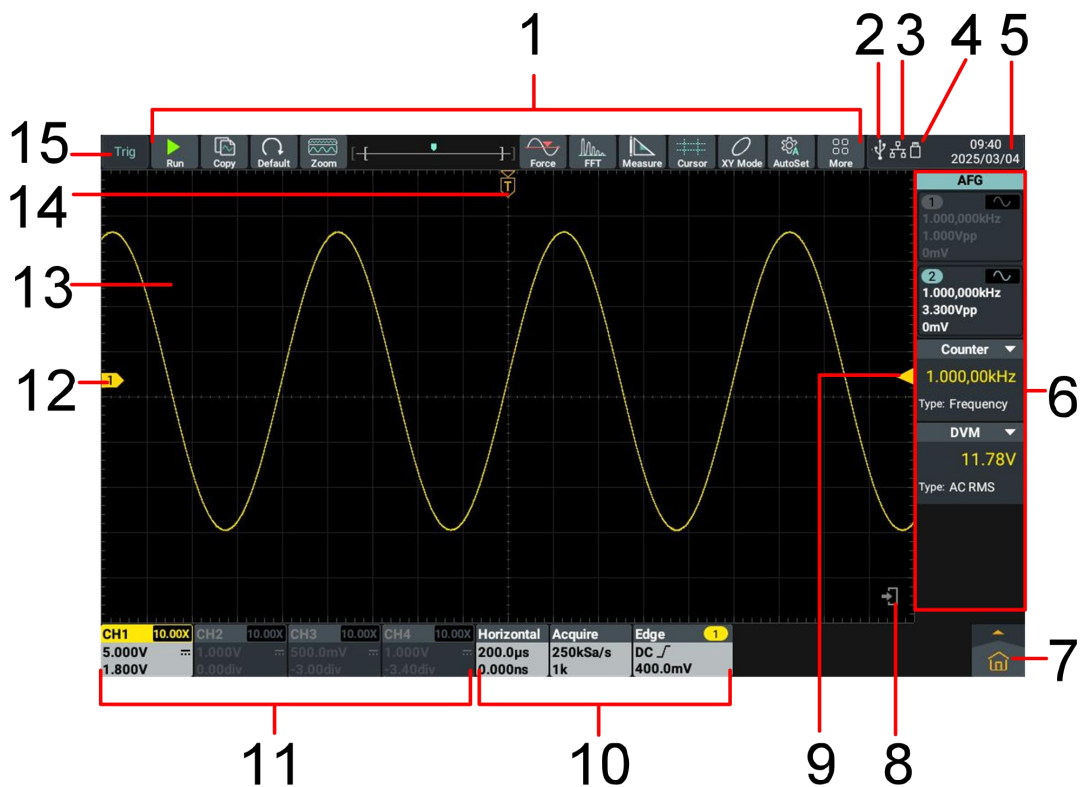 1 2 3 4 5
15
Trig Run Copy Default Zoom Force FFT Measure Cursor XY Mode AutoSet More 09:40
2025/03/04
14
T
AFG
1
1.000,000kHz
1.000Vpp
0mV
13
2
1.000,000kHz
3.300Vpp
0mV
Counter
12
1
9
1.000,00kHz
6
Type: Frequency
DVM
11.78V
Type: AC RMS
CH1 10.00X CH2 10.00X CH3 10.00X CH4 10.00X Horizontal Acquire Edge 1
5.000V 1.000V 500.0mV 1.000V 200.0µs 250kSa/s DC
1.800V 0.00div -3.00div -3.40div 0.000ns 1k 400.0mV
7
11 10 9 8